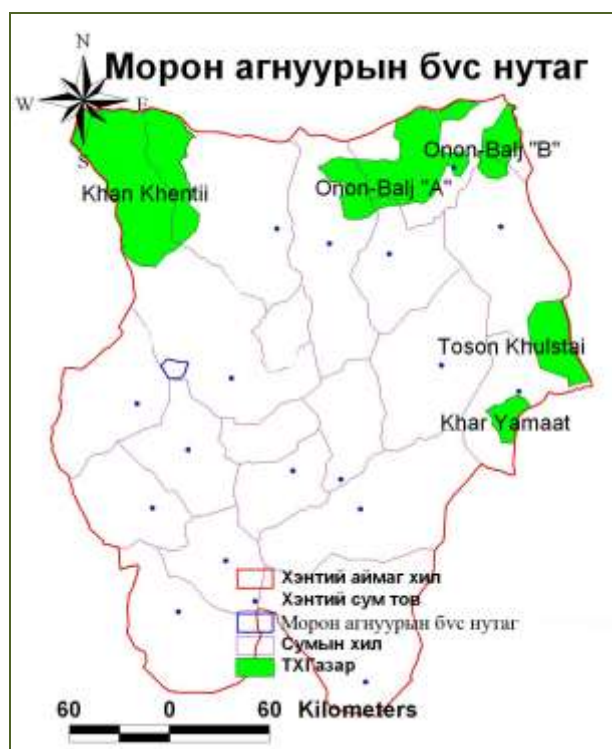 N
Морон агнуурын бvс нутаг
W E
S
Onon-Balj "B"
Khan Khentii
Onon-Balj "A"
Toson Khulstai
Khar Yamaat
Хэнтий аймаг хил
Хэнтий сум тов
Морон агнуурын бvс нутаг
Сумын хил
ТХГазар
60 0 60 Kilometers